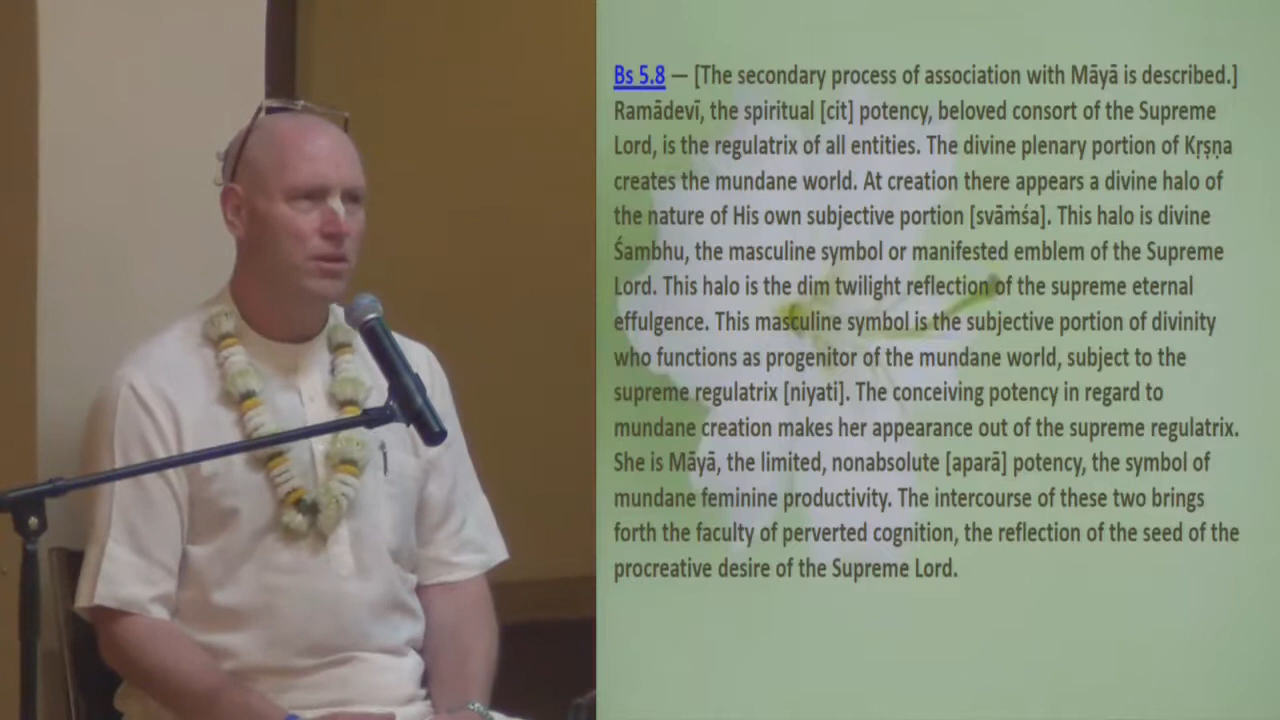 Bs 5.8 — [The secondary process of association with Māyā is described.]
Ramādevī, the spiritual [cit] potency, beloved consort of the Supreme
Lord, is the regulatrix of all entities. The divine plenary portion of Kṛṣṇa
creates the mundane world. At creation there appears a divine halo of
the nature of His own subjective portion [svāṁśa]. This halo is divine
Śambhu, the masculine symbol or manifested emblem of the Supreme
Lord. This halo is the dim twilight reflection of the supreme eternal
effulgence. This masculine symbol is the subjective portion of divinity
who functions as progenitor of the mundane world, subject to the
supreme regulatrix [niyati]. The conceiving potency in regard to
mundane creation makes her appearance out of the supreme regulatrix.
She is Māyā, the limited, nonabsolute [aparā] potency, the symbol of
mundane feminine productivity. The intercourse of these two brings
forth the faculty of perverted cognition, the reflection of the seed of the
procreative desire of the Supreme Lord.